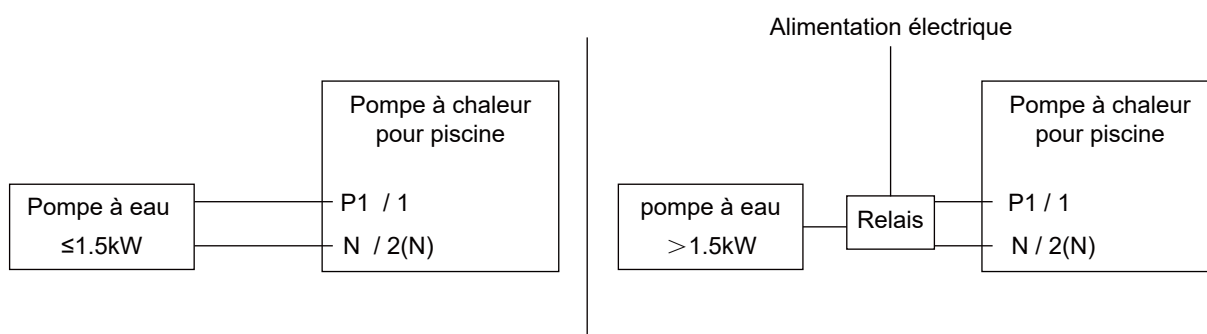 Pompe à chaleur
pour piscine
Pompe à eau
≤1.5kW
P1 / 1
N / 2(N)
Alimentation électrique
Pompe à chaleur
pour piscine
pompe à eau
>1.5kW
Relais
P1 / 1
N / 2(N)